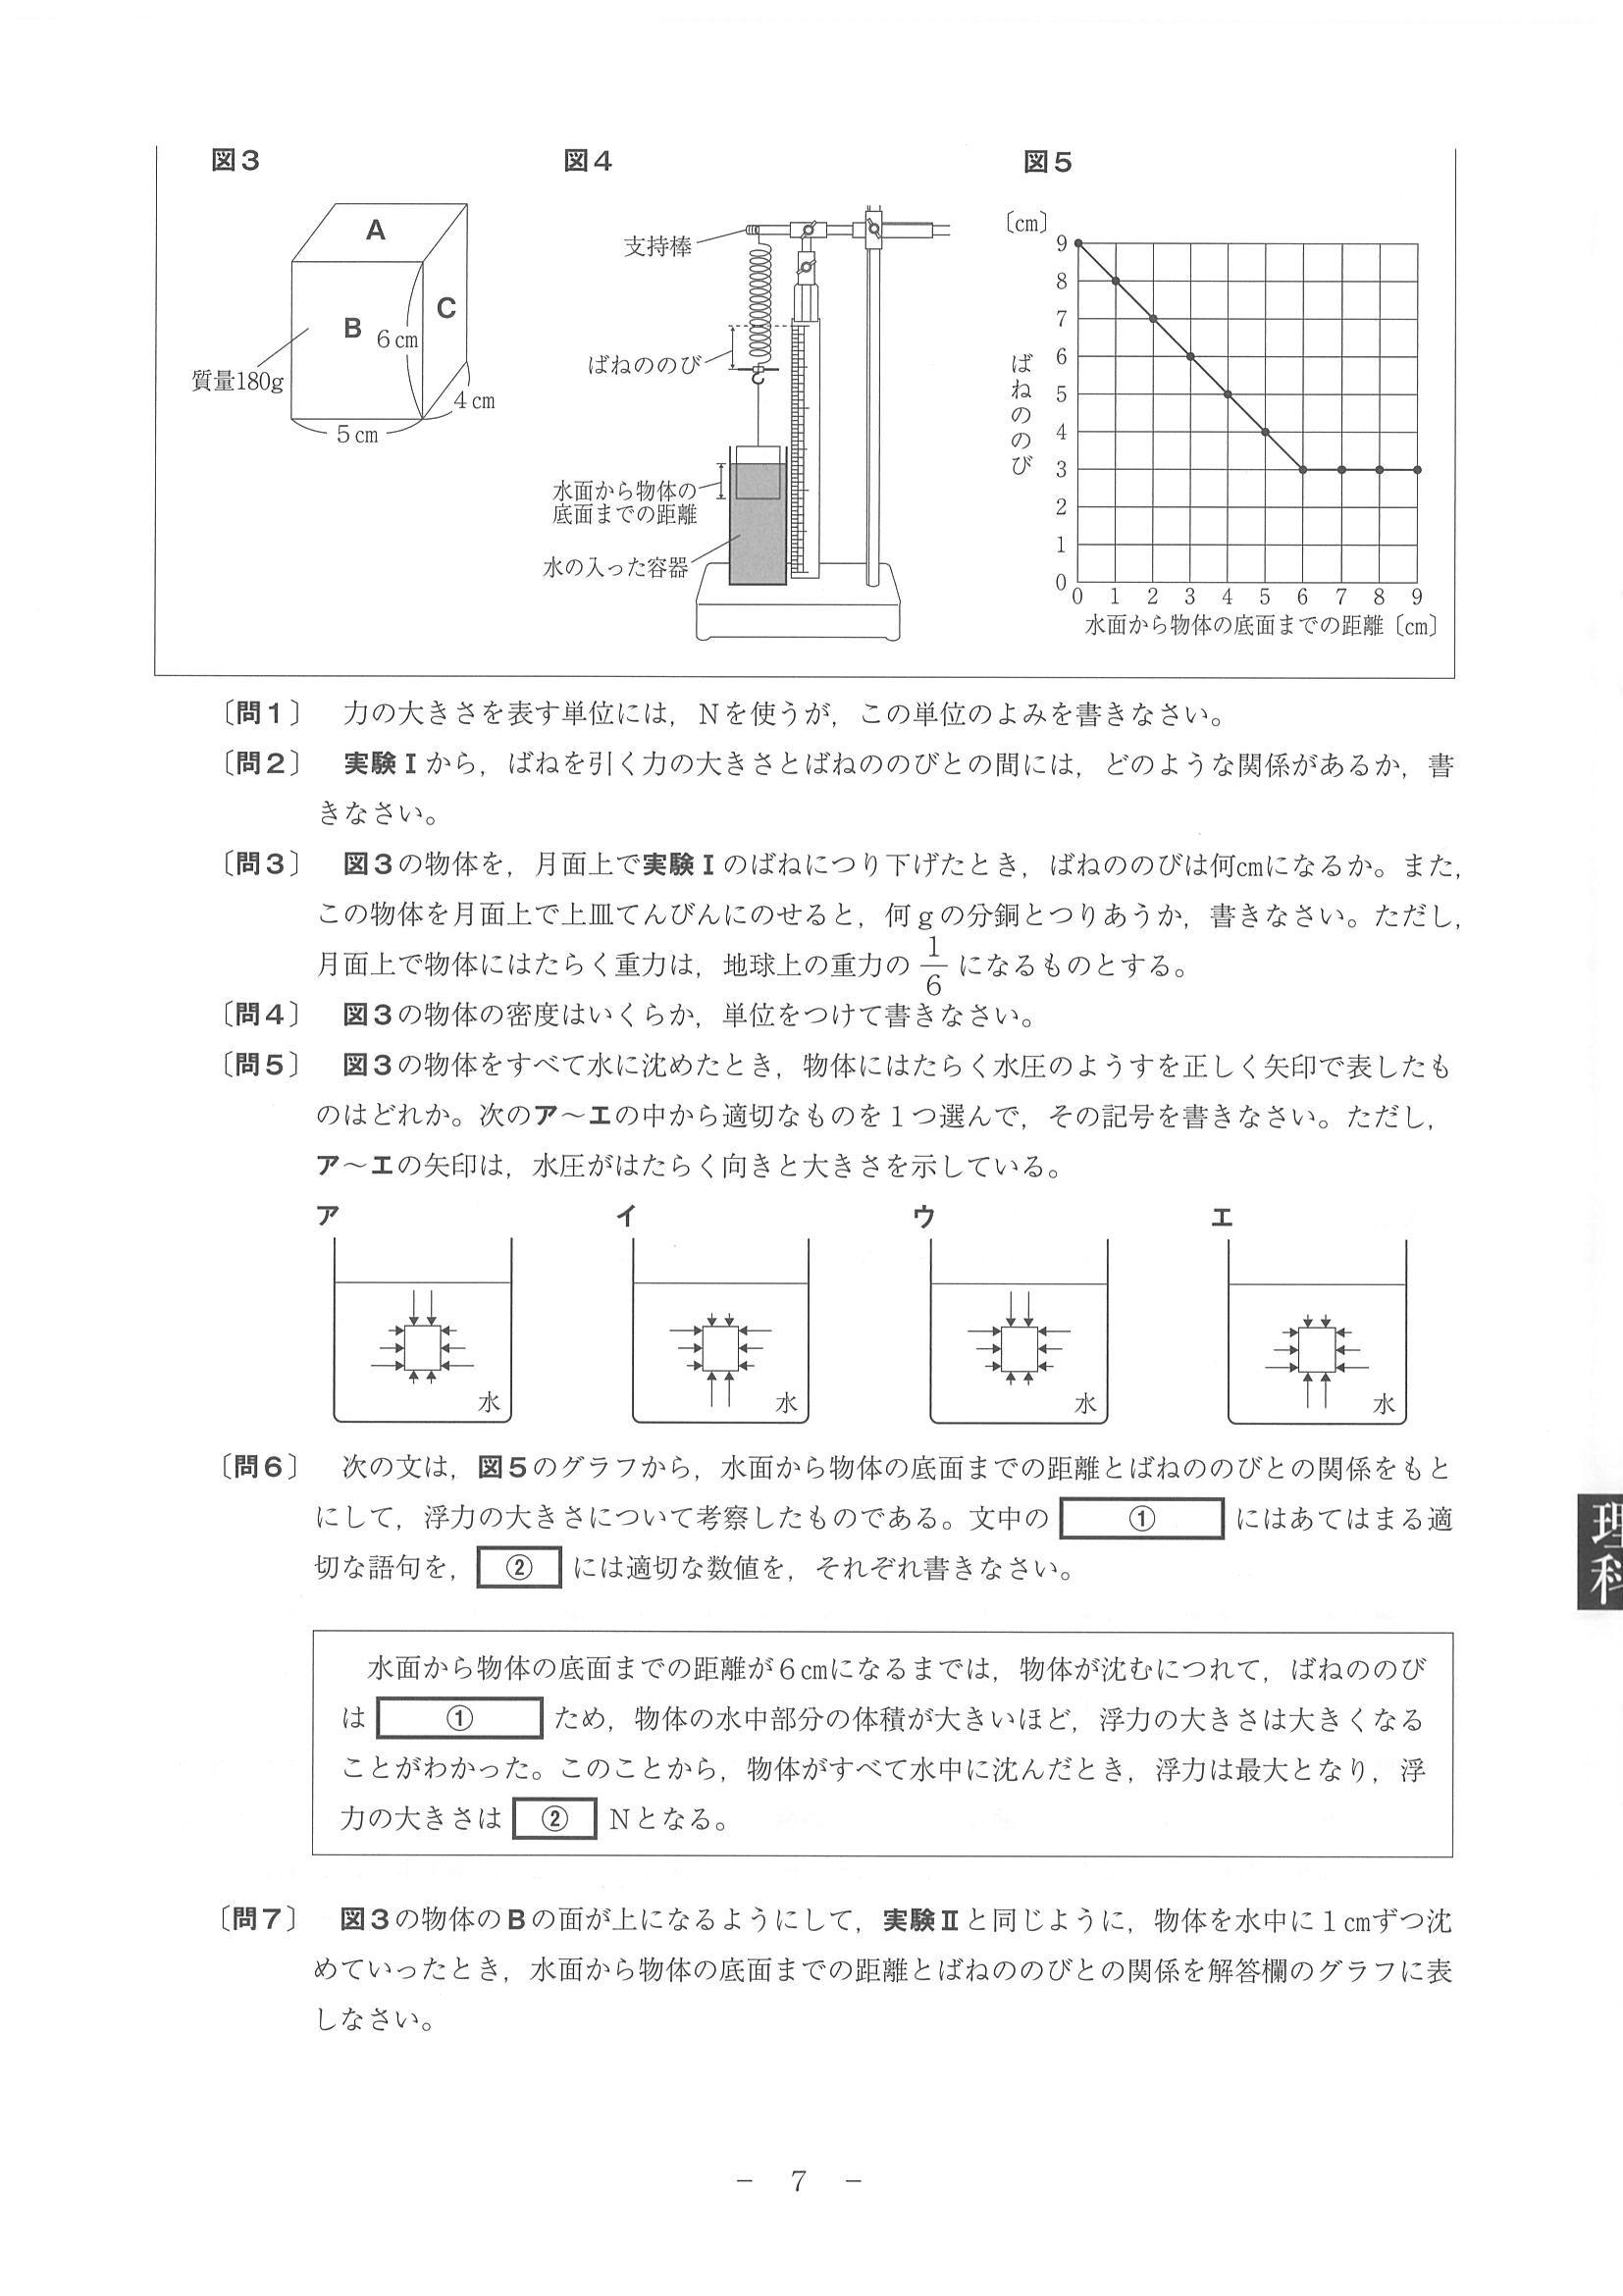 図3
図4
図5
A
B
C
6cm
質量180g
4cm
5cm
支持棒
ばねののび
水面から物体の
底面までの距離
水の入った容器
〔cm〕
9
8
7
6
5
4
3
2
1
0
ばねののび
0 1 2 3 4 5 6 7 8 9
水面から物体の底面までの距離〔cm〕
〔問1〕 力の大きさを表す単位には，Nを使うが，この単位のよみを書きなさい。
〔問2〕 実験Ⅰから，ばねを引く力の大きさとばねののびとの間には，どのような関係があるか，書
きなさい。
〔問3〕 図3の物体を，月面上で実験Ⅰのばねにつり下げたとき，ばねののびは何cmになるか。また，
この物体を月面上で上皿てんびんにのせると，何gの分銅とつりあうか，書きなさい。ただし，
月面上で物体にはたらく重力は，地球上の重力の 1/6 になるものとする。
〔問4〕 図3の物体の密度はいくらか，単位をつけて書きなさい。
〔問5〕 図3の物体をすべて水に沈めたとき，物体にはたらく水圧のようすを正しく矢印で表したも
のはどれか。次のア～エの中から適切なものを1つ選んで，その記号を書きなさい。ただし，
ア～エの矢印は，水圧がはたらく向きと大きさを示している。
ア
イ
ウ
エ
水
水
水
水
〔問6〕 次の文は，図5のグラフから，水面から物体の底面までの距離とばねののびとの関係をもと
にして，浮力の大きさについて考察したものである。文中の ① にはあてはまる適
切な語句を， ② には適切な数値を，それぞれ書きなさい。
水面から物体の底面までの距離が6cmになるまでは，物体が沈むにつれて，ばねののび
は ① ため，物体の水中部分の体積が大きいほど，浮力の大きさは大きくなる
ことがわかった。このことから，物体がすべて水中に沈んだとき，浮力は最大となり，浮
力の大きさは ② Nとなる。
〔問7〕 図3の物体のBの面が上になるようにして，実験Ⅱと同じように，物体を水中に1cmずつ沈
めていったとき，水面から物体の底面までの距離とばねののびとの関係を解答欄のグラフに表
しなさい。
理科
－ 7 －